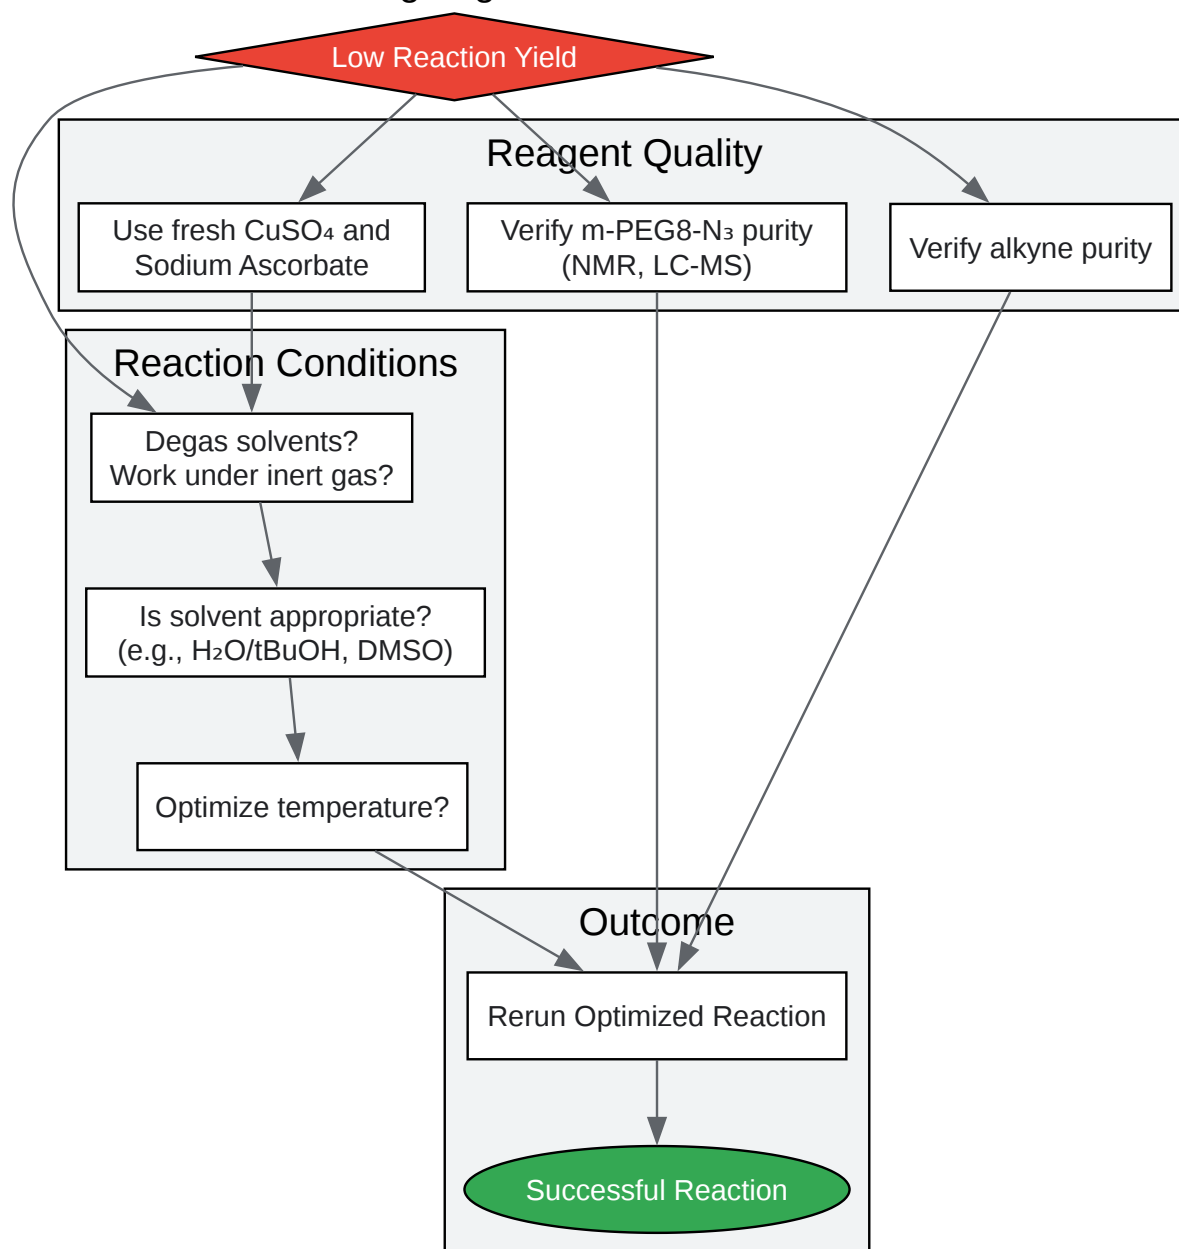 Low Reaction Yield
Reagent Quality
Use fresh CuSO₄ and
Sodium Ascorbate
Verify m-PEG8-N₃ purity
(NMR, LC-MS)
Verify alkyne purity
Reaction Conditions
Degas solvents?
Work under inert gas?
Is solvent appropriate?
(e.g., H₂O/tBuOH, DMSO)
Optimize temperature?
Outcome
Rerun Optimized Reaction
Successful Reaction